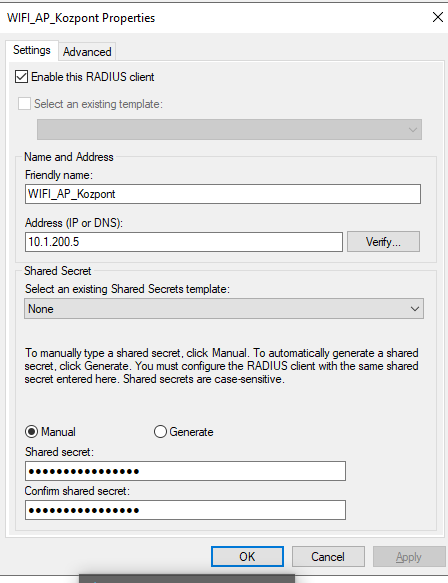 WIFI_AP_Kozpont Properties
Settings
Advanced
Enable this RADIUS client
Select an existing template:
Name and Address
Friendly name:
WIFI_AP_Kozpont
Address (IP or DNS):
10.1.200.5
Verify...
Shared Secret
Select an existing Shared Secrets template:
None
To manually type a shared secret, click Manual. To automatically generate a shared
secret, click Generate. You must configure the RADIUS client with the same shared
secret entered here. Shared secrets are case-sensitive.
Manual
Generate
Shared secret:
●●●●●●●●●●●●●●●●
Confirm shared secret:
●●●●●●●●●●●●●●●●
OK
Cancel
Apply